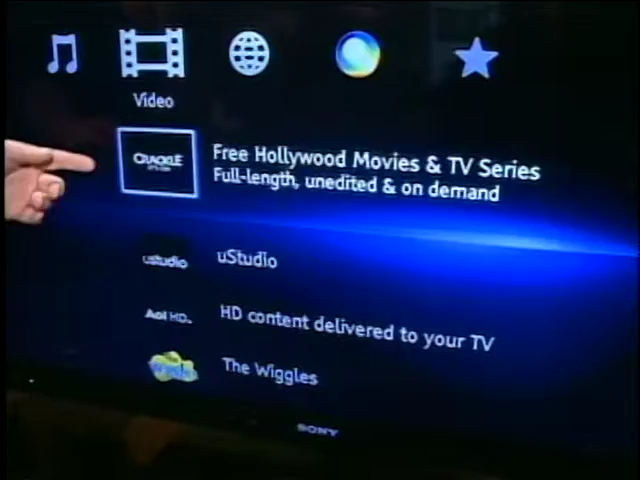 Video
CRACKLE
Free Hollywood Movies & TV Series
Full-length, unedited & on demand
ustudio
uStudio
Aol HD.
HD content delivered to your TV
The Wiggles
SONY